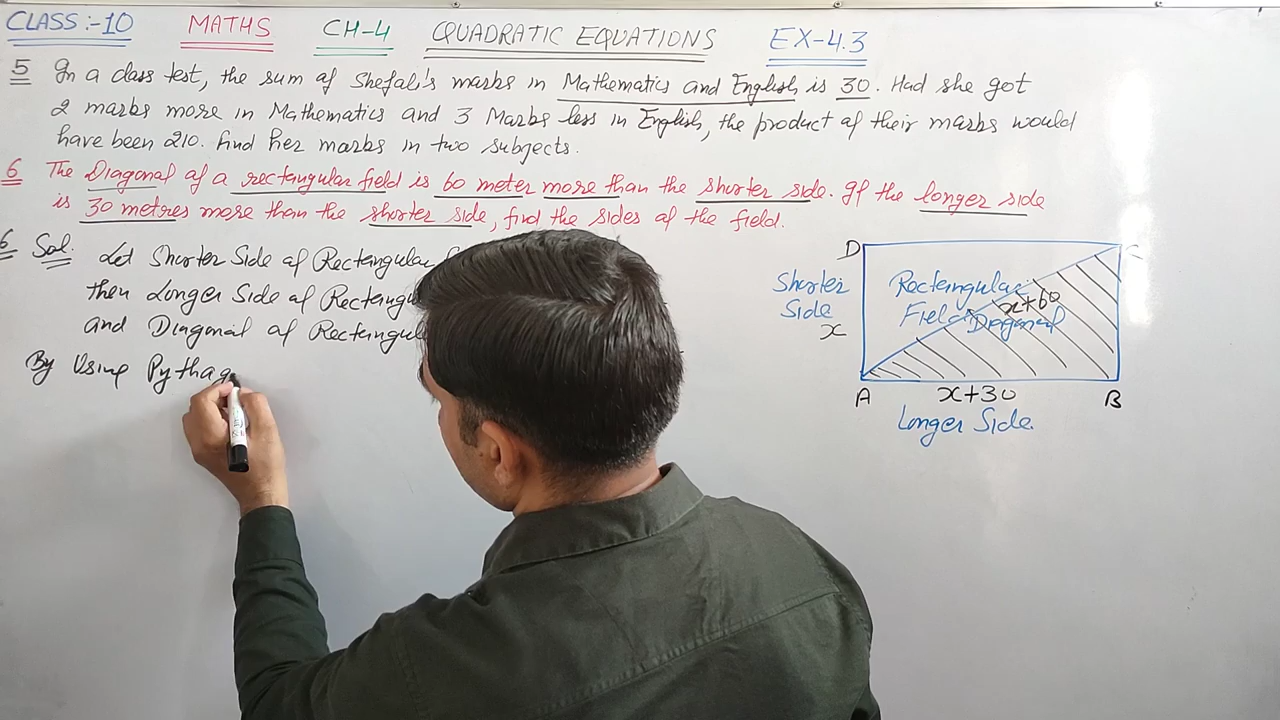 CLASS:-10 MATHS CH-4 QUADRATIC EQUATIONS EX-4.3
5 In a class test, the sum of Shefali's marks in Mathematics and English is 30. Had she got
2 marks more in Mathematics and 3 Marks less in English, the product of their marks would
have been 210. find her marks in two subjects.
6 The Diagonal of a rectangular field is 60 meter more than the shorter side. If the longer side
is 30 metres more than the shorter side, find the sides of the field.
6 Sol. Let Shorter Side of Rectangular
then Longer Side of Rectangu
and Diagonal of Rectangul
By Using Pythag
D C
Shorter
Side
x
Rectangular
Field
x+60
Diagonal
A x+30 B
Longer Side.